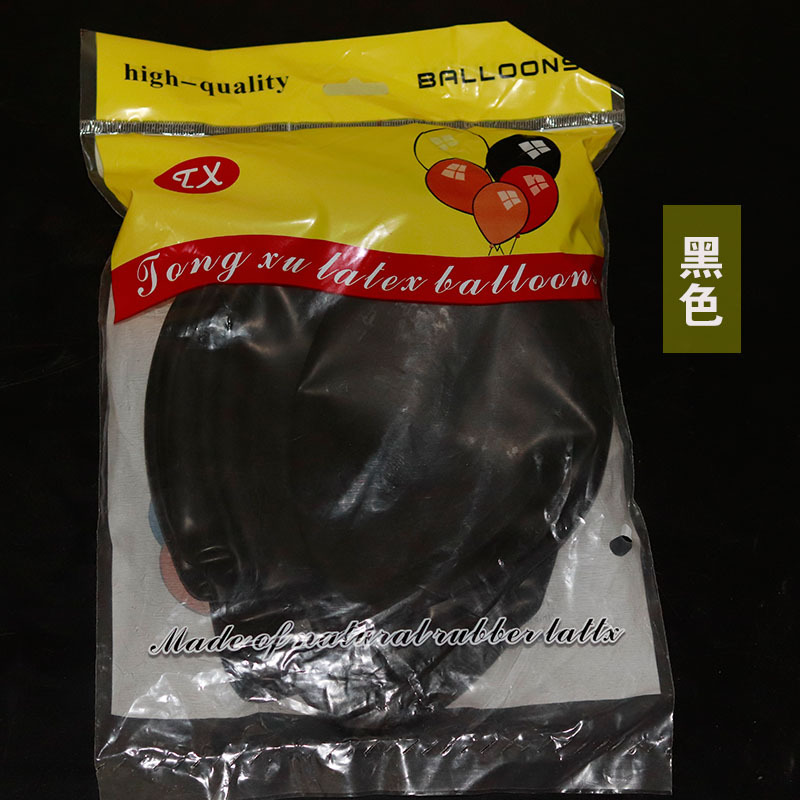 high-quality
BALLOONS
TX
Tong xu latex balloons
黑色
Made of natural rubber lattx